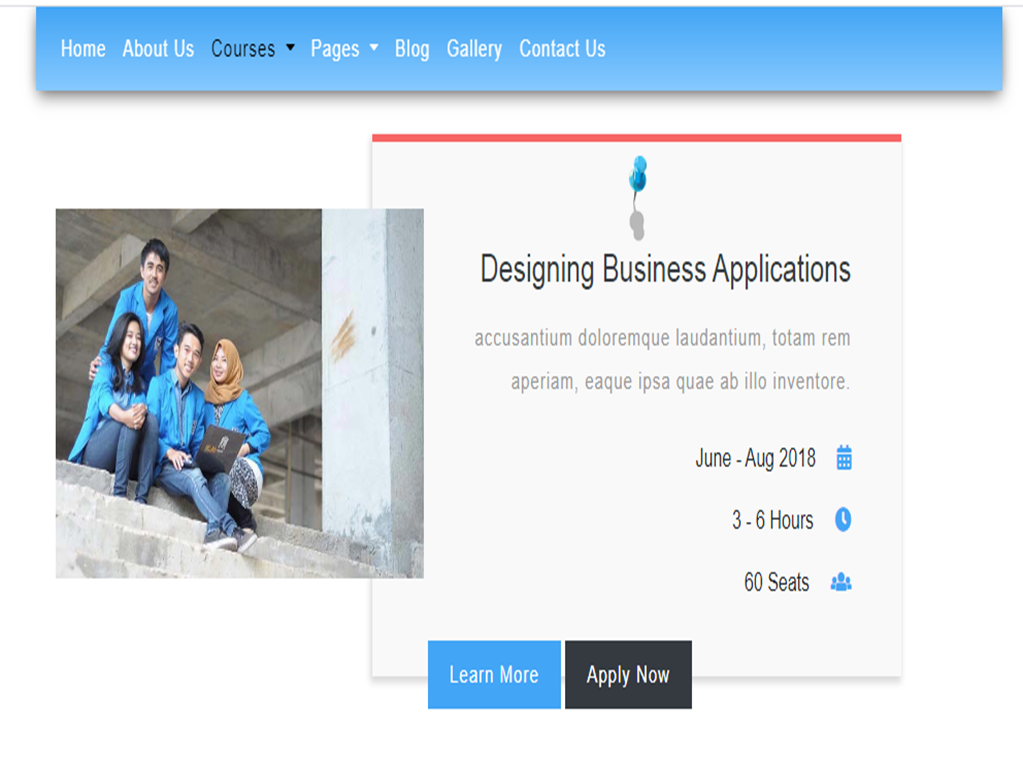 Home About Us Courses Pages Blog Gallery Contact Us
Designing Business Applications
accusantium doloremque laudantium, totam rem
aperiam, eaque ipsa quae ab illo inventore.
June - Aug 2018
3 - 6 Hours
60 Seats
Learn More Apply Now